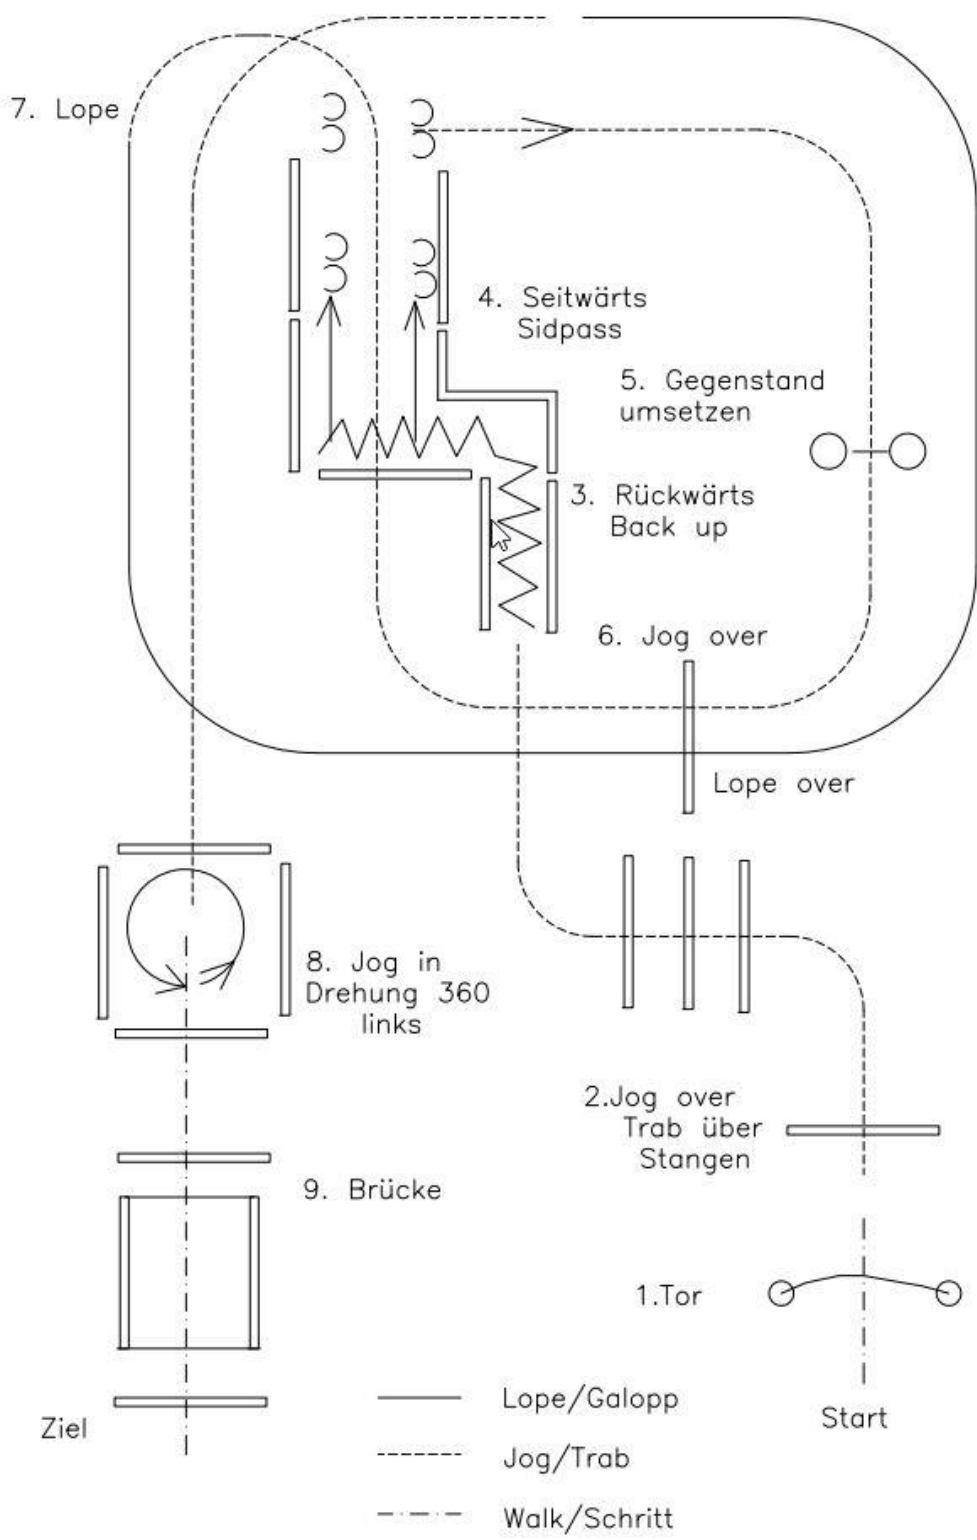 7. Lope
4. Seitwärts
Sidpass
5. Gegenstand
umsetzen
3. Rückwärts
Back up
6. Jog over
Lope over
8. Jog in
Drehung 360
links
2.Jog over
Trab über
Stangen
9. Brücke
1.Tor
Lope/Galopp
Start
Ziel
Jog/Trab
Walk/Schritt